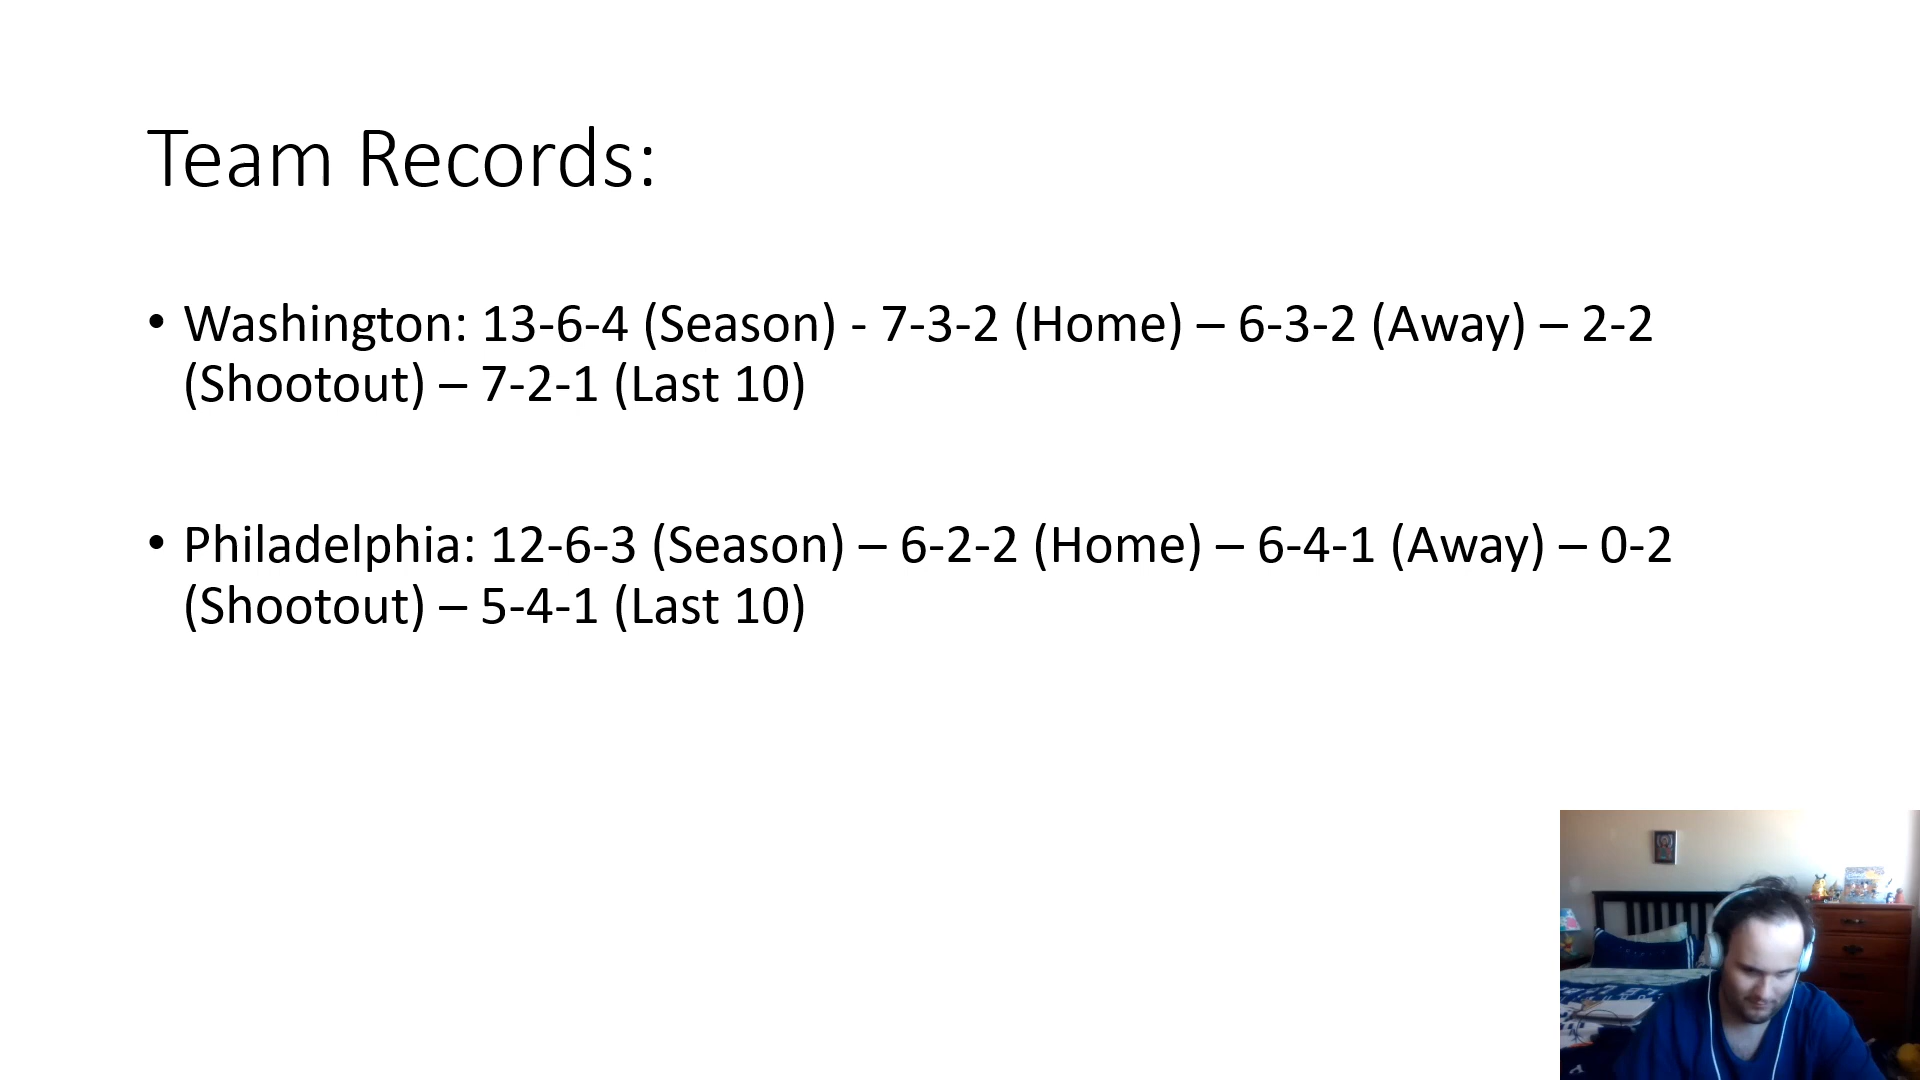 Team Records:
• Washington: 13-6-4 (Season) - 7-3-2 (Home) – 6-3-2 (Away) – 2-2
(Shootout) – 7-2-1 (Last 10)
• Philadelphia: 12-6-3 (Season) – 6-2-2 (Home) – 6-4-1 (Away) – 0-2
(Shootout) – 5-4-1 (Last 10)